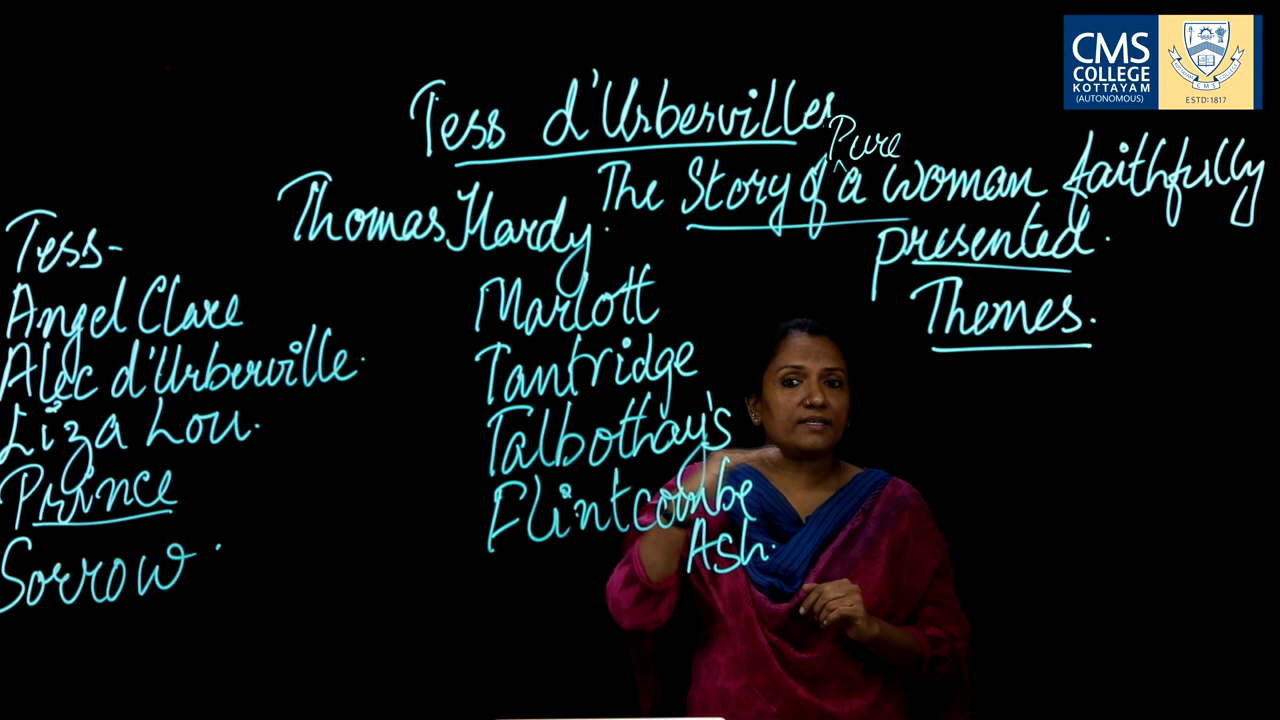 CMS
COLLEGE
KOTTAYAM
(AUTONOMOUS)
CMS
ESTD:1817
Tess d'Urbervilles
Thomas Hardy.
The Story of a Pure woman faithfully
presented.
Themes.
Tess-
Angel Clare
Alec d'Urberville.
Liza Lou.
Prince
Sorrow.
Marlott
Tantridge
Talbothay's
Flintcombe
Ash.